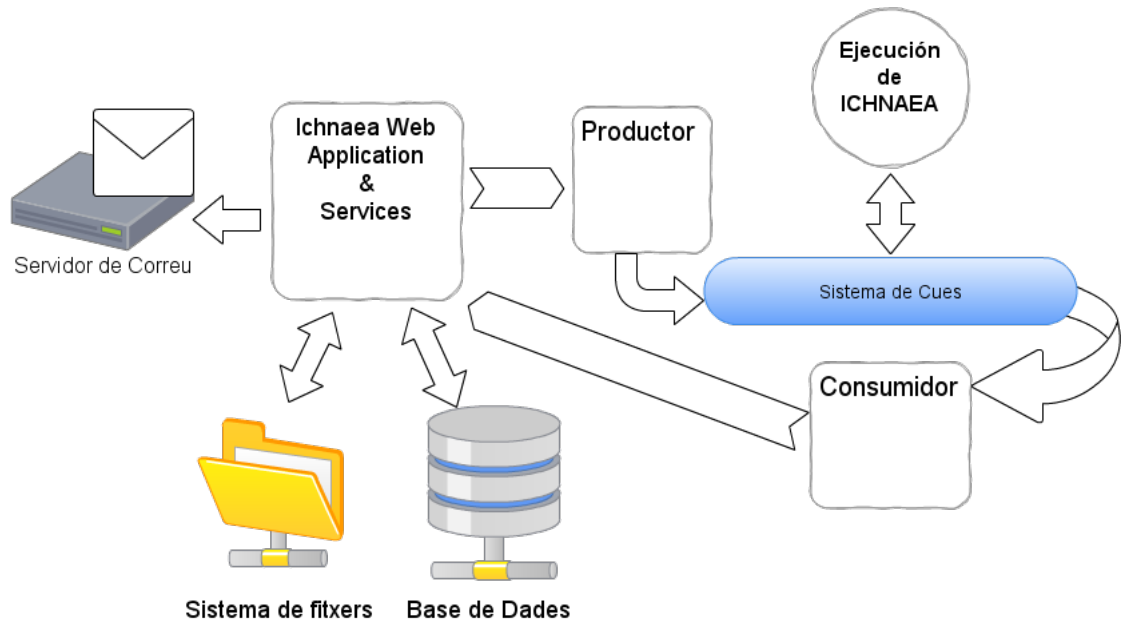 Ejecución
de
ICHNAEA
Ichnaea Web
Application
&
Services
Productor
Servidor de Correu
Sistema de Cues
Consumidor
Sistema de fitxers
Base de Dades